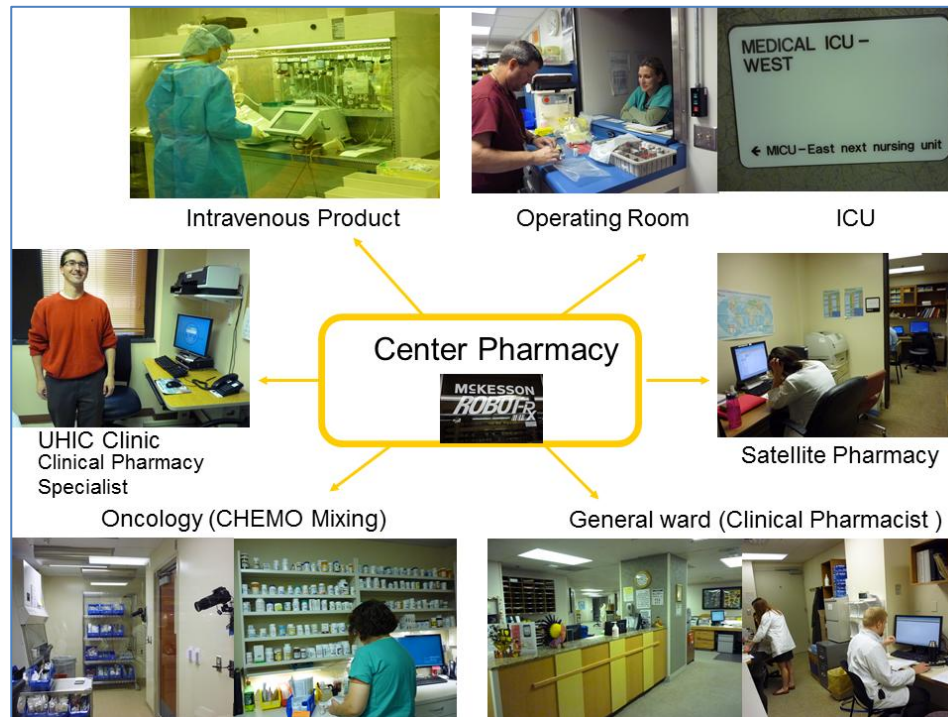 MEDICAL ICU –
WEST
← MICU–East next nursing unit
Intravenous Product
Operating Room
ICU
Center Pharmacy
MCKESSON
ROBOT-Rx
UHIC Clinic
Clinical Pharmacy
Specialist
Satellite Pharmacy
Oncology (CHEMO Mixing)
General ward (Clinical Pharmacist )